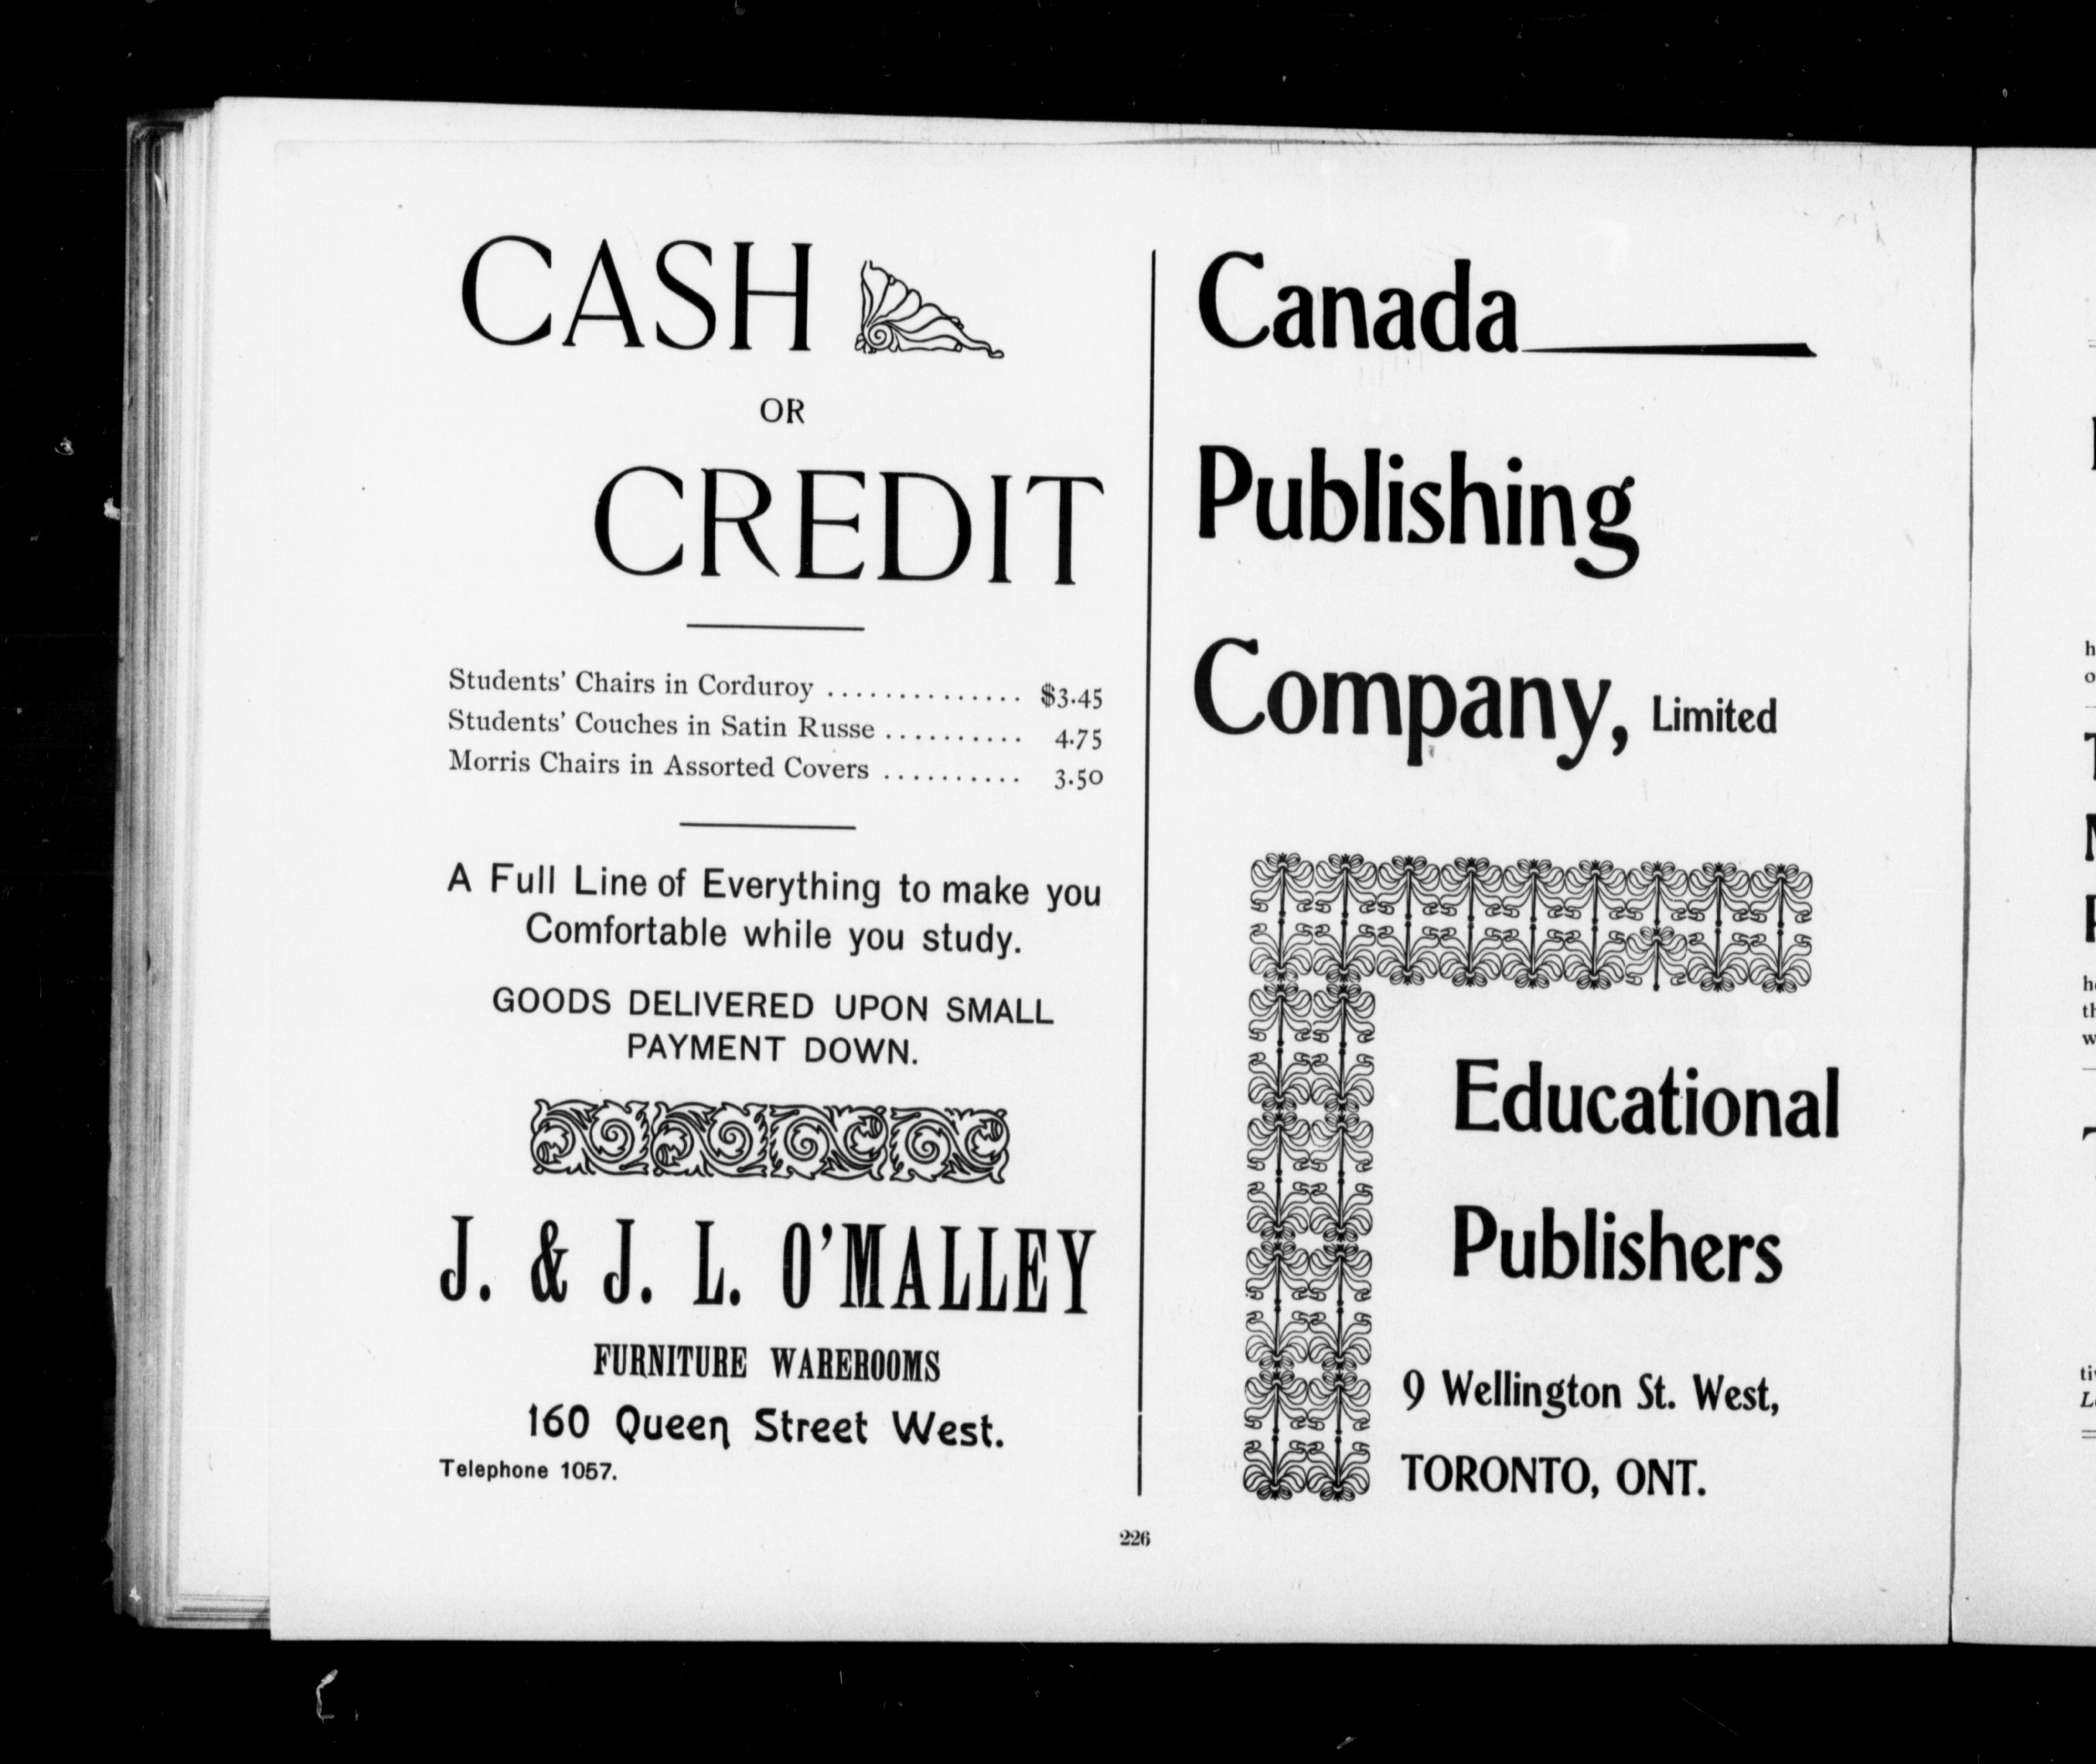 CASH
OR
CREDIT
Students' Chairs in Corduroy .............. $3.45
Students' Couches in Satin Russe .......... 4.75
Morris Chairs in Assorted Covers .......... 3.50
A Full Line of Everything to make you
Comfortable while you study.
GOODS DELIVERED UPON SMALL
PAYMENT DOWN.
J. & J. L. O'MALLEY
FURNITURE WAREROOMS
160 Queen Street West.
Telephone 1057.
Canada
Publishing
Company, Limited
Educational
Publishers
9 Wellington St. West,
TORONTO, ONT.
226